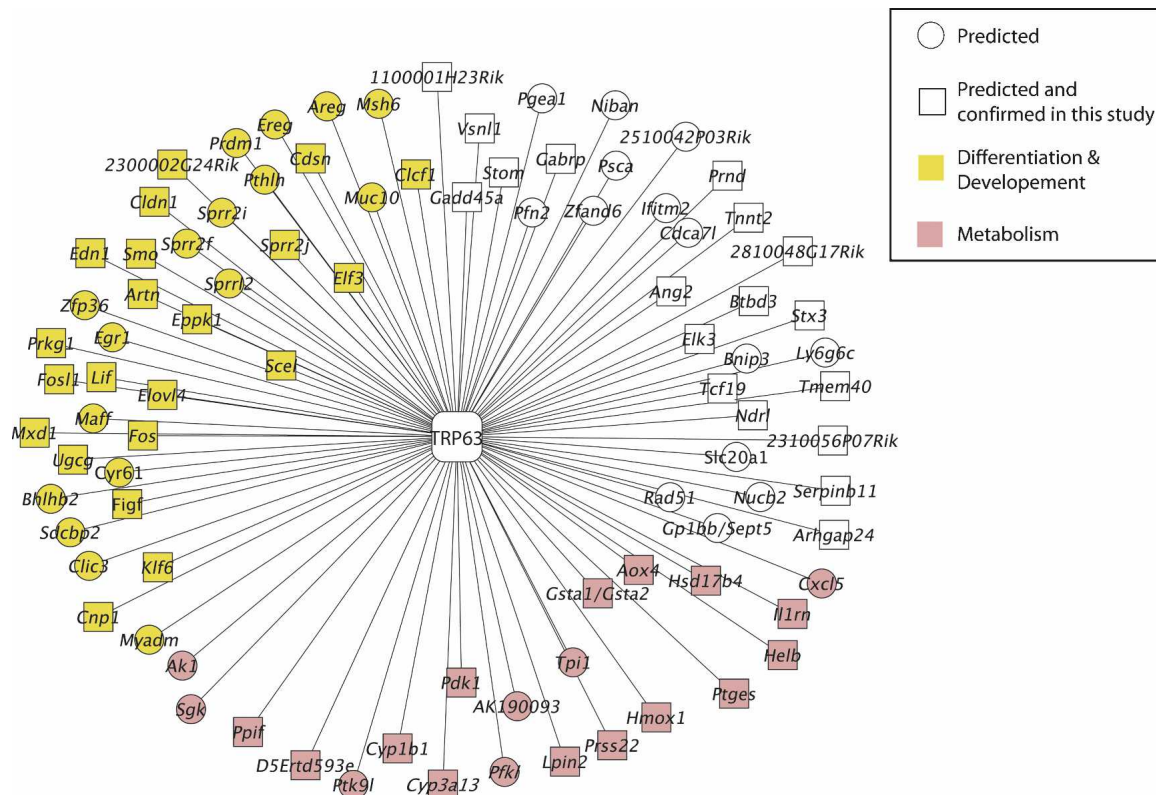 Predicted
Predicted and
confirmed in this study
Differentiation &
Developement
Metabolism
1100001H23Rik
Pgea1
Niban
Msh6
Areg
Ereg
Prdm1
Vsnl1
2510042P03Rik
Cdsn
2300002G24Rik
Pthlh
Clcf1
Stom
Gabrp
Psca
Prnd
Muc10
Gadd45a
Cldn1
Sprr2i
Pfn2
Zfand6
Ifitm2
Tnnt2
Cdca7l
Edn1
Smo
Sprr2f
Sprr2j
2810048G17Rik
Sprrl2
Elf3
Artn
Ang2
Zfp36
Eppk1
Btbd3
Stx3
Egr1
Prkg1
Elk3
Bnip3
Ly6g6c
Scel
Fosl1
Lif
Elovl4
Tcf19
Tmem40
Maff
Ndrl
Mxd1
Fos
TRP63
2310056P07Rik
Ugcg
Cyr61
Slc20a1
Bhlhb2
Figf
Rad51
Nucb2
Serpinb11
Sdcbp2
Gp1bb/Sept5
Arhgap24
Clic3
Klf6
Aox4
Hsd17b4
Cxcl5
Gsta1/Gsta2
Il1rn
Cnp1
Myadm
Ak1
Tpi1
Helb
Pdk1
Ptges
Sgk
AK190093
Hmox1
Ppif
Cyp1b1
Prss22
D5Ertd593e
Lpin2
Ptk9l
Cyp3a13
Pfkl